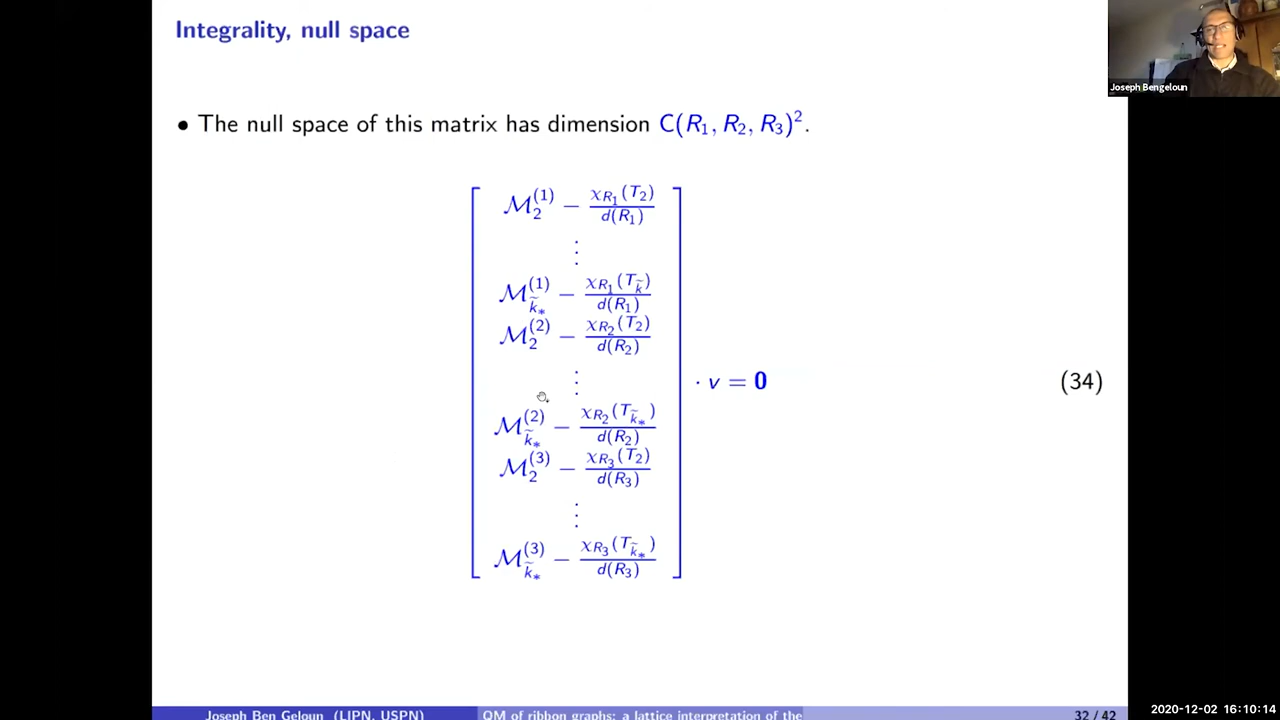 Integrality, null space
Joseph Bengeloun
• The null space of this matrix has dimension C(R₁, R₂, R₃)².
ℳ₂⁽¹⁾ − χ_{R₁}(T₂)/d(R₁)
⋮
ℳ_{k̃*}⁽¹⁾ − χ_{R₁}(T_{k̃})/d(R₁)
ℳ₂⁽²⁾ − χ_{R₂}(T₂)/d(R₂)
⋮
ℳ_{k̃*}⁽²⁾ − χ_{R₂}(T_{k̃*})/d(R₂)
ℳ₂⁽³⁾ − χ_{R₃}(T₂)/d(R₃)
⋮
ℳ_{k̃*}⁽³⁾ − χ_{R₃}(T_{k̃*})/d(R₃)
· v = 0 (34)
Joseph Ben Geloun (LIPN, USPN) QM of ribbon graphs: a lattice interpretation of the 32 / 42
2020-12-02 16:10:14